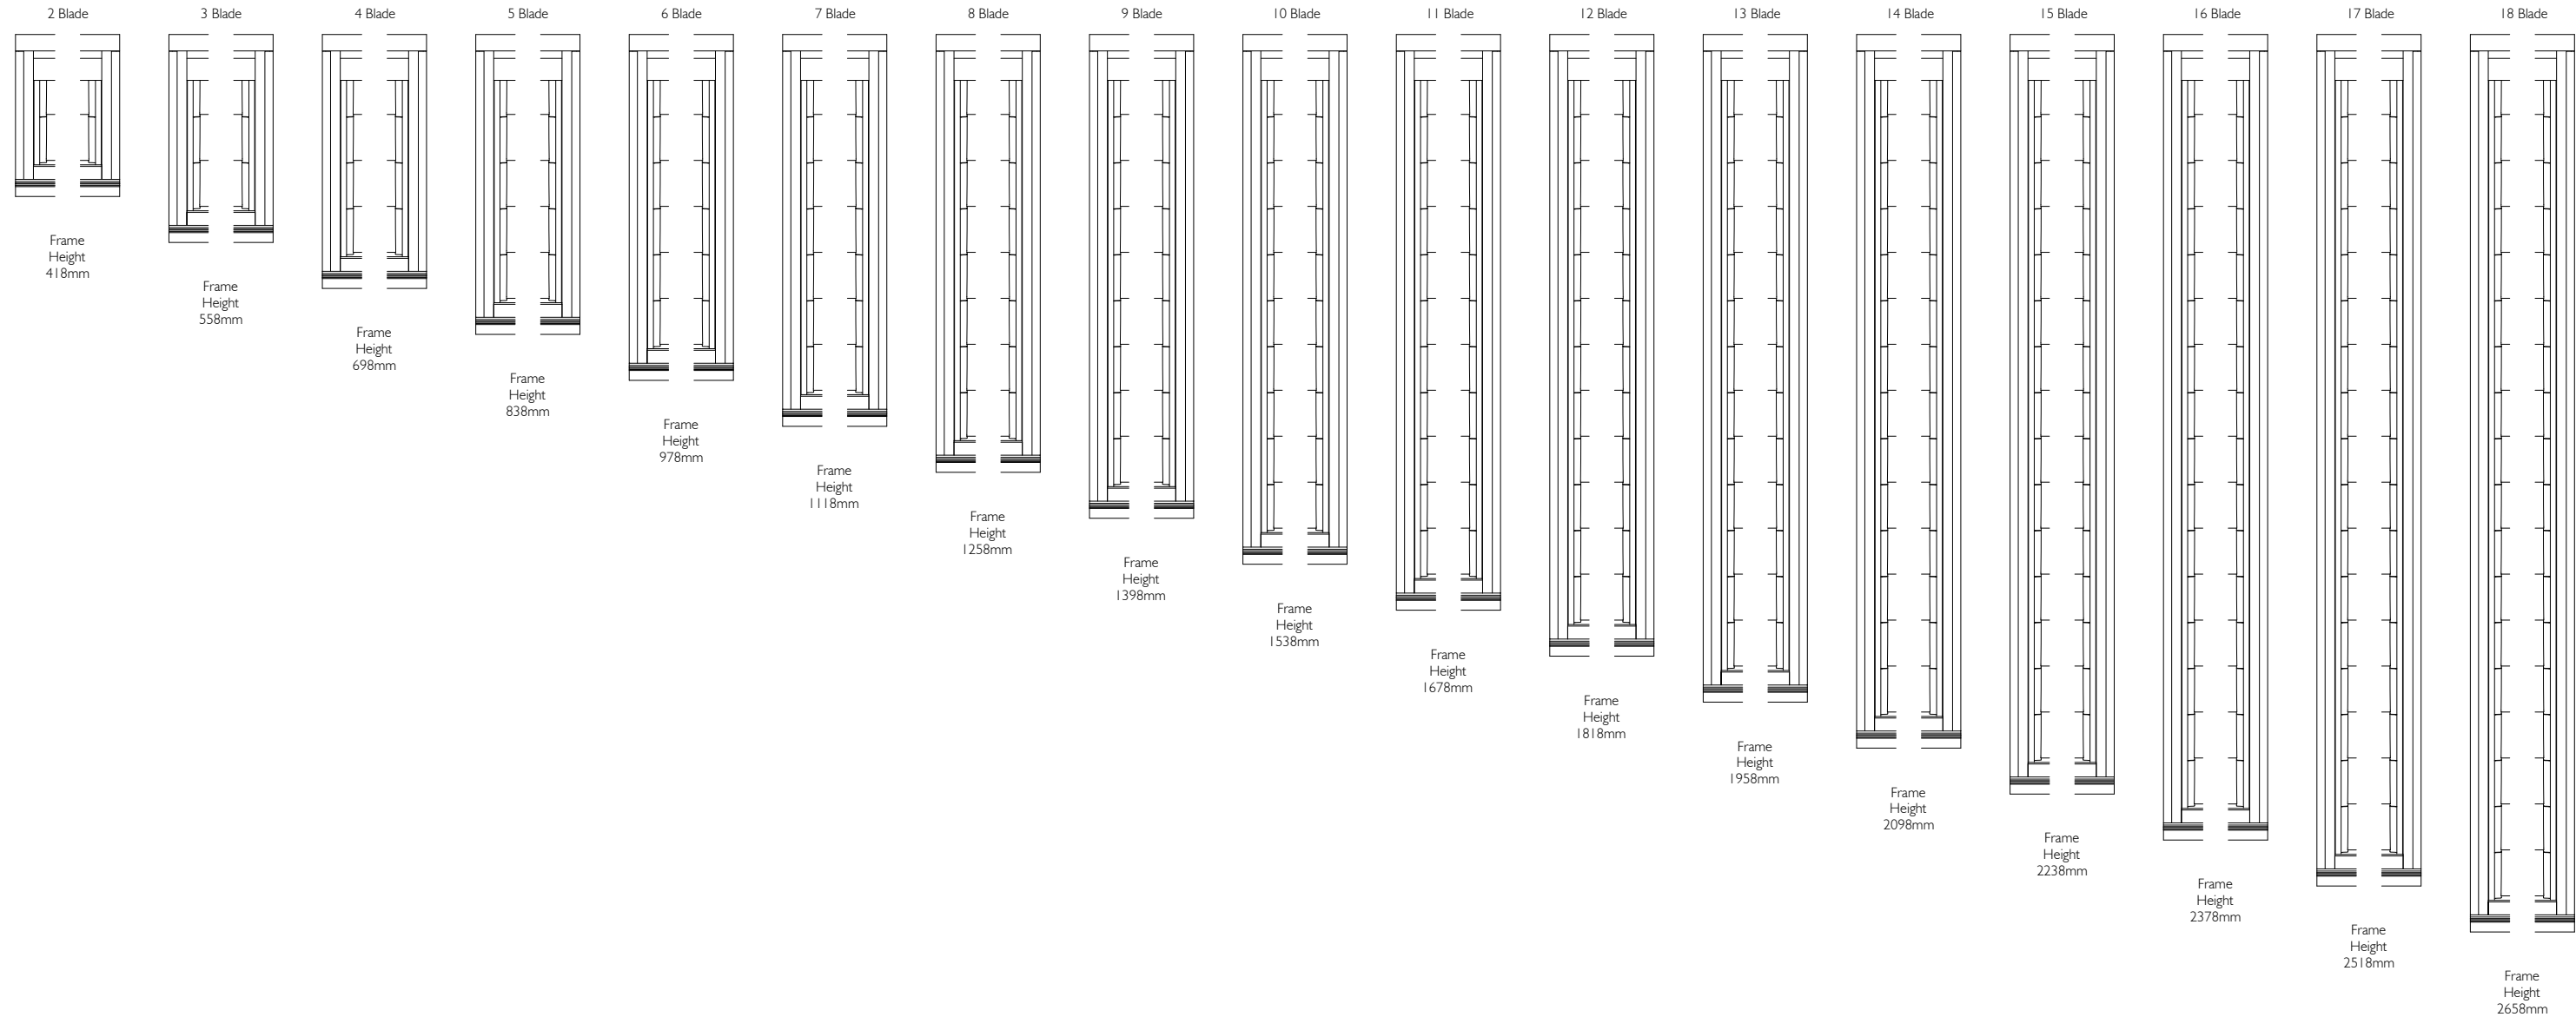 2 Blade
3 Blade
4 Blade
5 Blade
6 Blade
7 Blade
8 Blade
9 Blade
10 Blade
11 Blade
12 Blade
13 Blade
14 Blade
15 Blade
16 Blade
17 Blade
18 Blade
Frame
Height
418mm
Frame
Height
558mm
Frame
Height
698mm
Frame
Height
838mm
Frame
Height
978mm
Frame
Height
1118mm
Frame
Height
1258mm
Frame
Height
1398mm
Frame
Height
1538mm
Frame
Height
1678mm
Frame
Height
1818mm
Frame
Height
1958mm
Frame
Height
2098mm
Frame
Height
2238mm
Frame
Height
2378mm
Frame
Height
2518mm
Frame
Height
2658mm